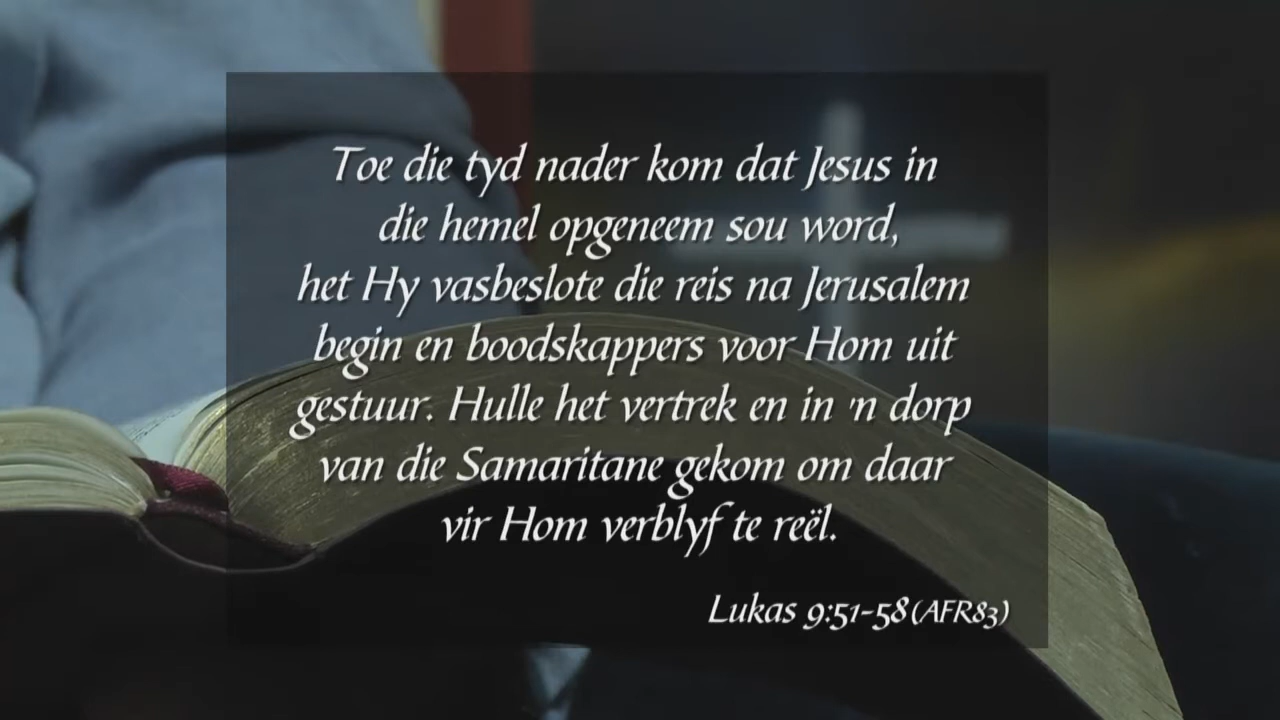 Toe die tyd nader kom dat Jesus in
die hemel opgeneem sou word,
het Hy vasbeslote die reis na Jerusalem
begin en boodskappers voor Hom uit
gestuur. Hulle het vertrek en in 'n dorp
van die Samaritane gekom om daar
vir Hom verblyf te reël.
Lukas 9:51-58 (AFR83)